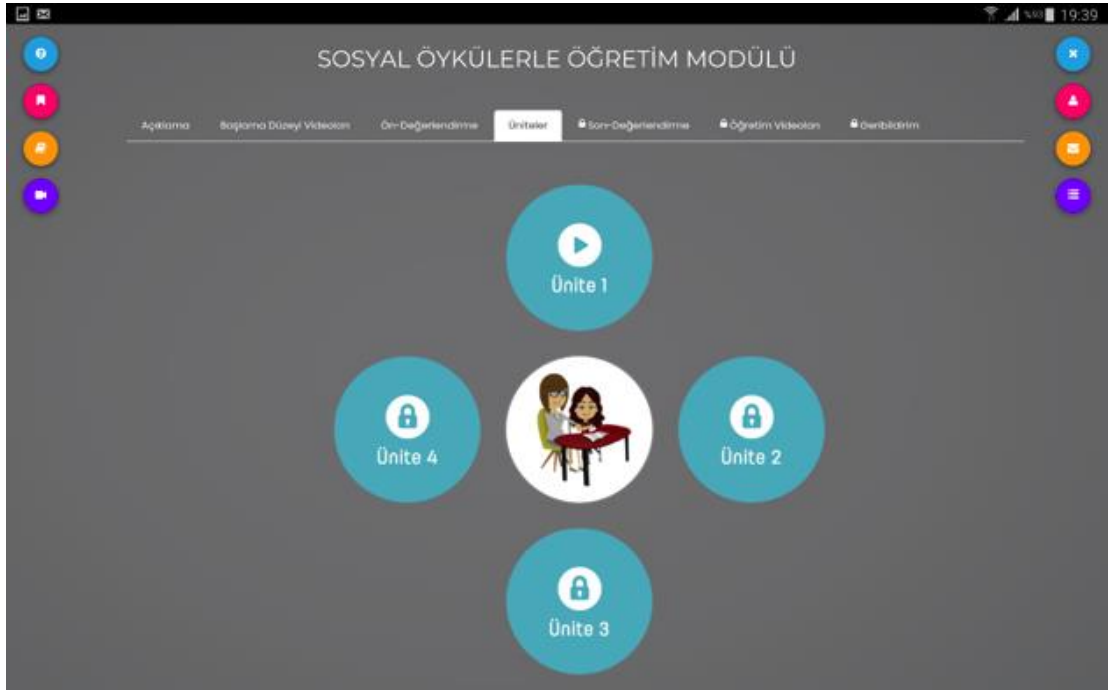 %93 19:39
SOSYAL ÖYKÜLERLE ÖĞRETİM MODÜLÜ
Açıklama Başlama Düzeyi Videoları Ön-Değerlendirme Üniteler Son-Değerlendirme Öğretim Videoları Geribildirim
Ünite 1
Ünite 4
Ünite 2
Ünite 3